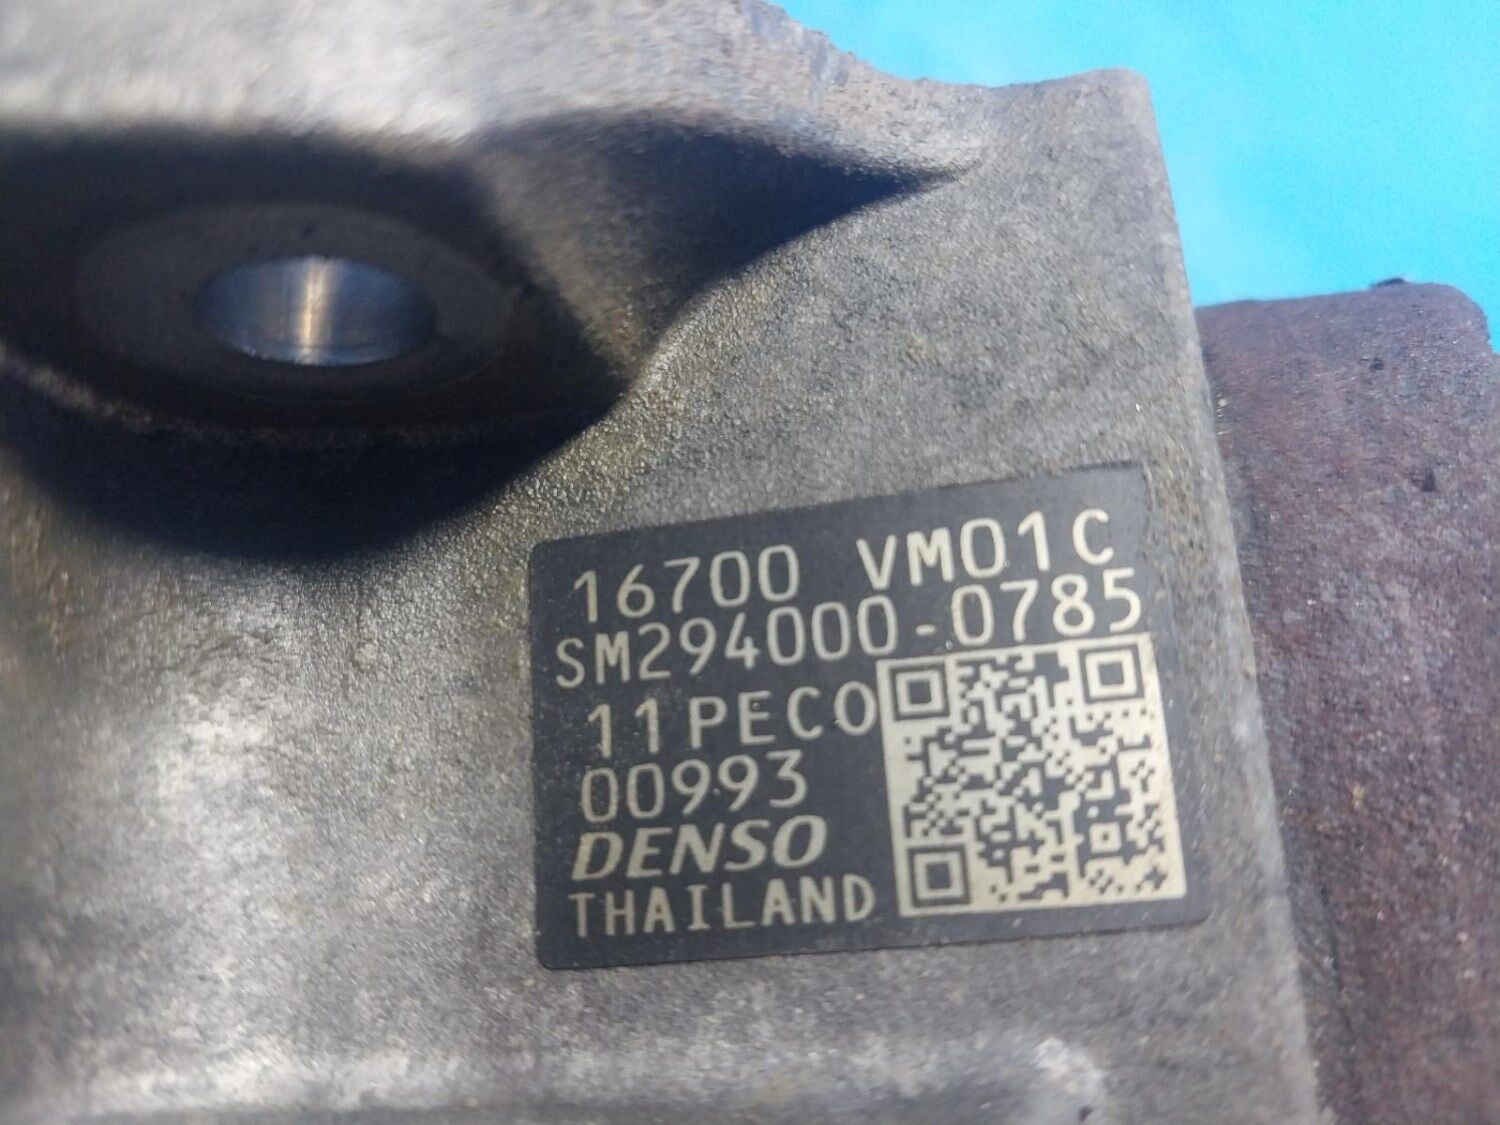 16700 VM01C
SM294000-0785
11PECO
00993
DENSO
THAILAND